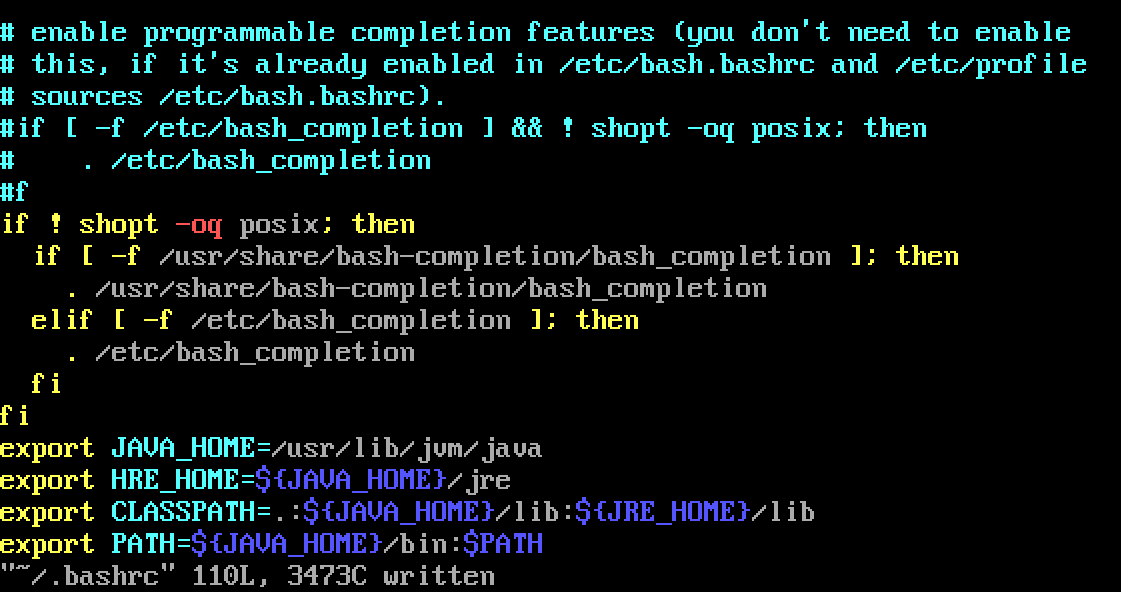 # enable programmable completion features (you don't need to enable
# this, if it's already enabled in /etc/bash.bashrc and /etc/profile
# sources /etc/bash.bashrc).
#if [ -f /etc/bash_completion ] && ! shopt -oq posix; then
#    . /etc/bash_completion
#f
if ! shopt -oq posix; then
  if [ -f /usr/share/bash-completion/bash_completion ]; then
    . /usr/share/bash-completion/bash_completion
  elif [ -f /etc/bash_completion ]; then
    . /etc/bash_completion
  fi
fi
export JAVA_HOME=/usr/lib/jvm/java
export HRE_HOME=${JAVA_HOME}/jre
export CLASSPATH=.:${JAVA_HOME}/lib:${JRE_HOME}/lib
export PATH=${JAVA_HOME}/bin:$PATH
"~/.bashrc" 110L, 3473C written